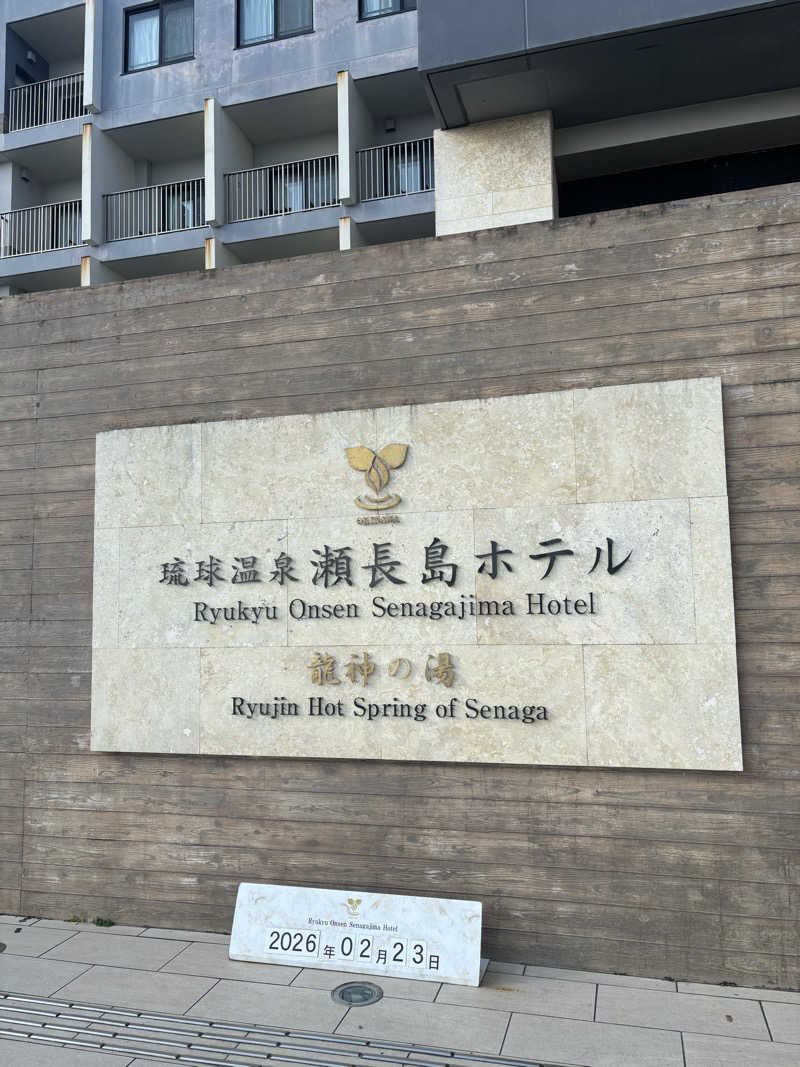 琉球温泉 瀬長島ホテル
Ryukyu Onsen Senagajima Hotel
龍神の湯
Ryujin Hot Spring of Senaga
Ryukyu Onsen Senagajima Hotel
2026年02月23日